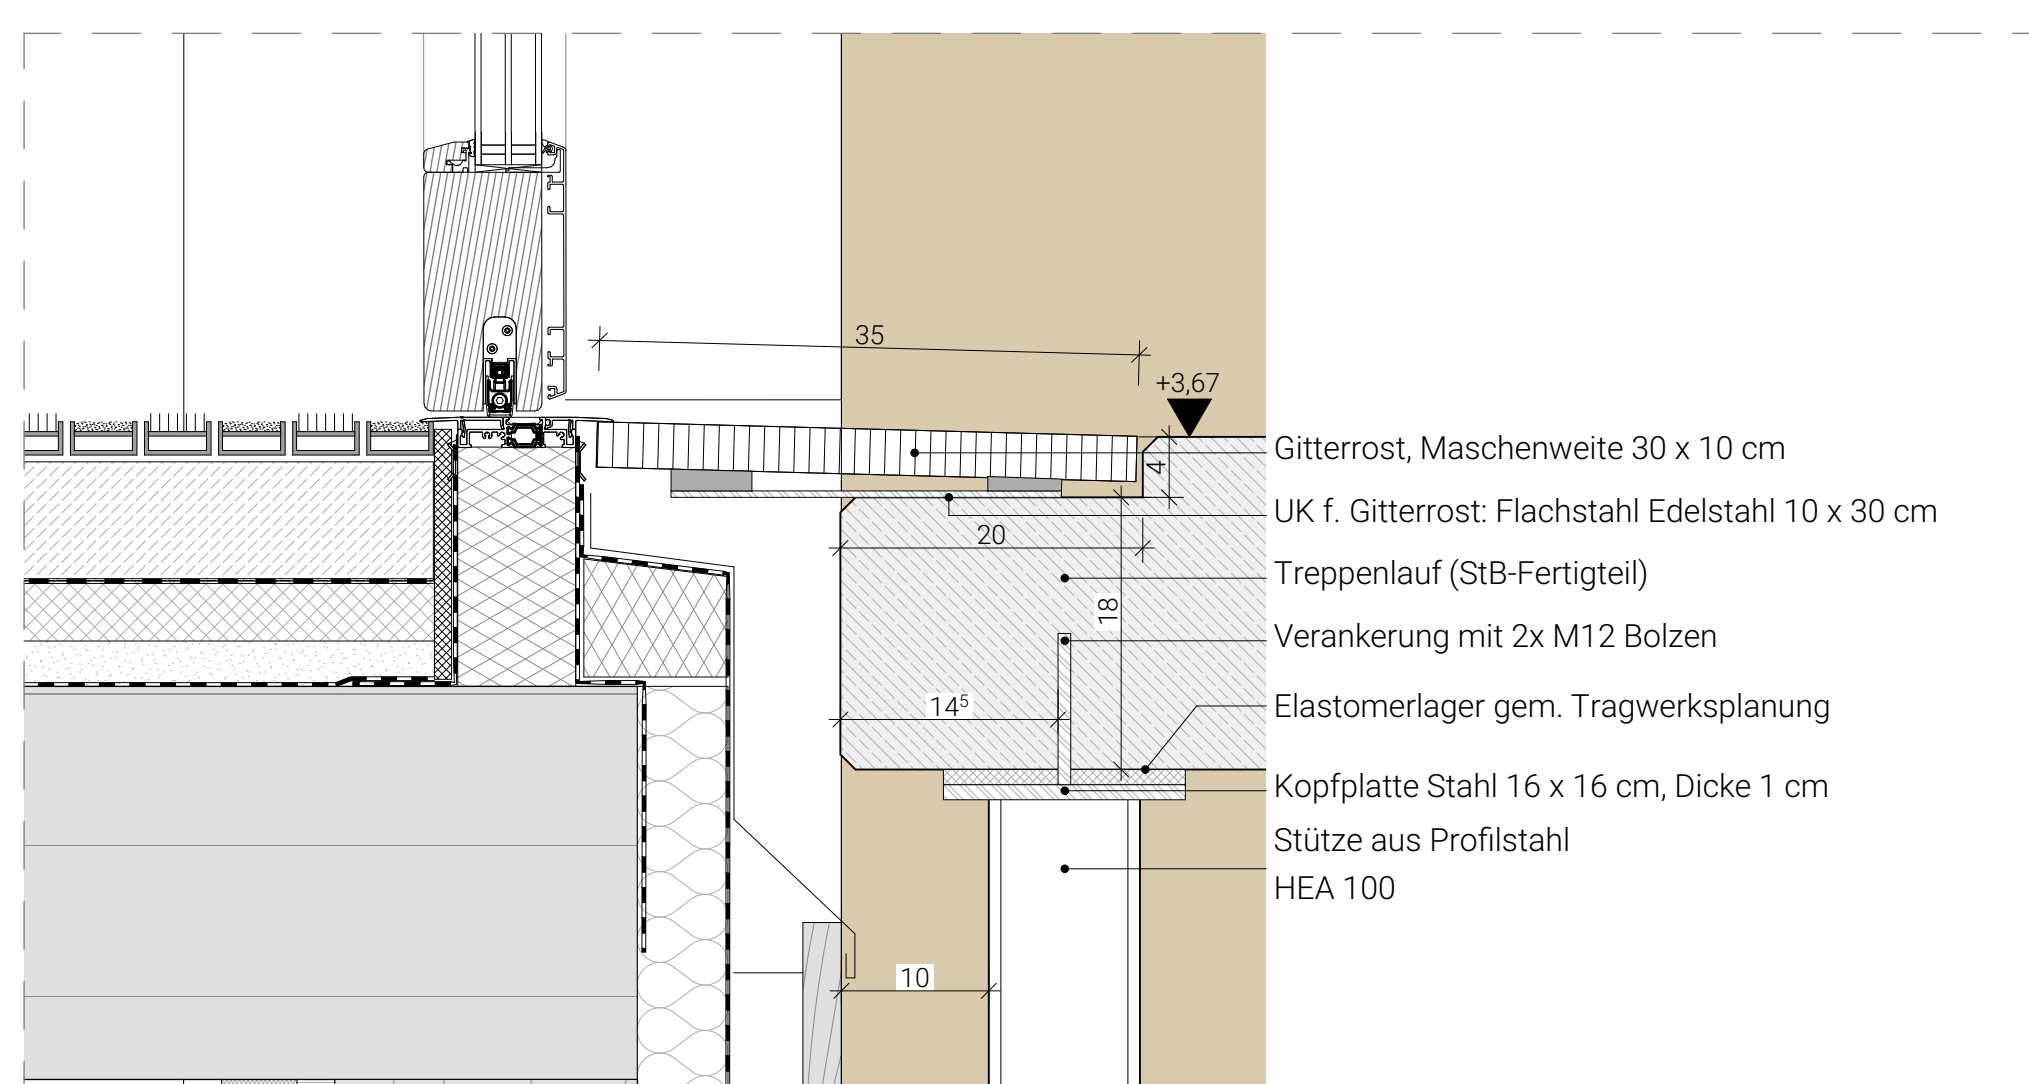 35
+3,67
Gitterrost, Maschenweite 30 x 10 cm
4
UK f. Gitterrost: Flachstahl Edelstahl 10 x 30 cm
20
Treppenlauf (StB-Fertigteil)
18
Verankerung mit 2x M12 Bolzen
14⁵
Elastomerlager gem. Tragwerksplanung
Kopfplatte Stahl 16 x 16 cm, Dicke 1 cm
Stütze aus Profilstahl
HEA 100
10